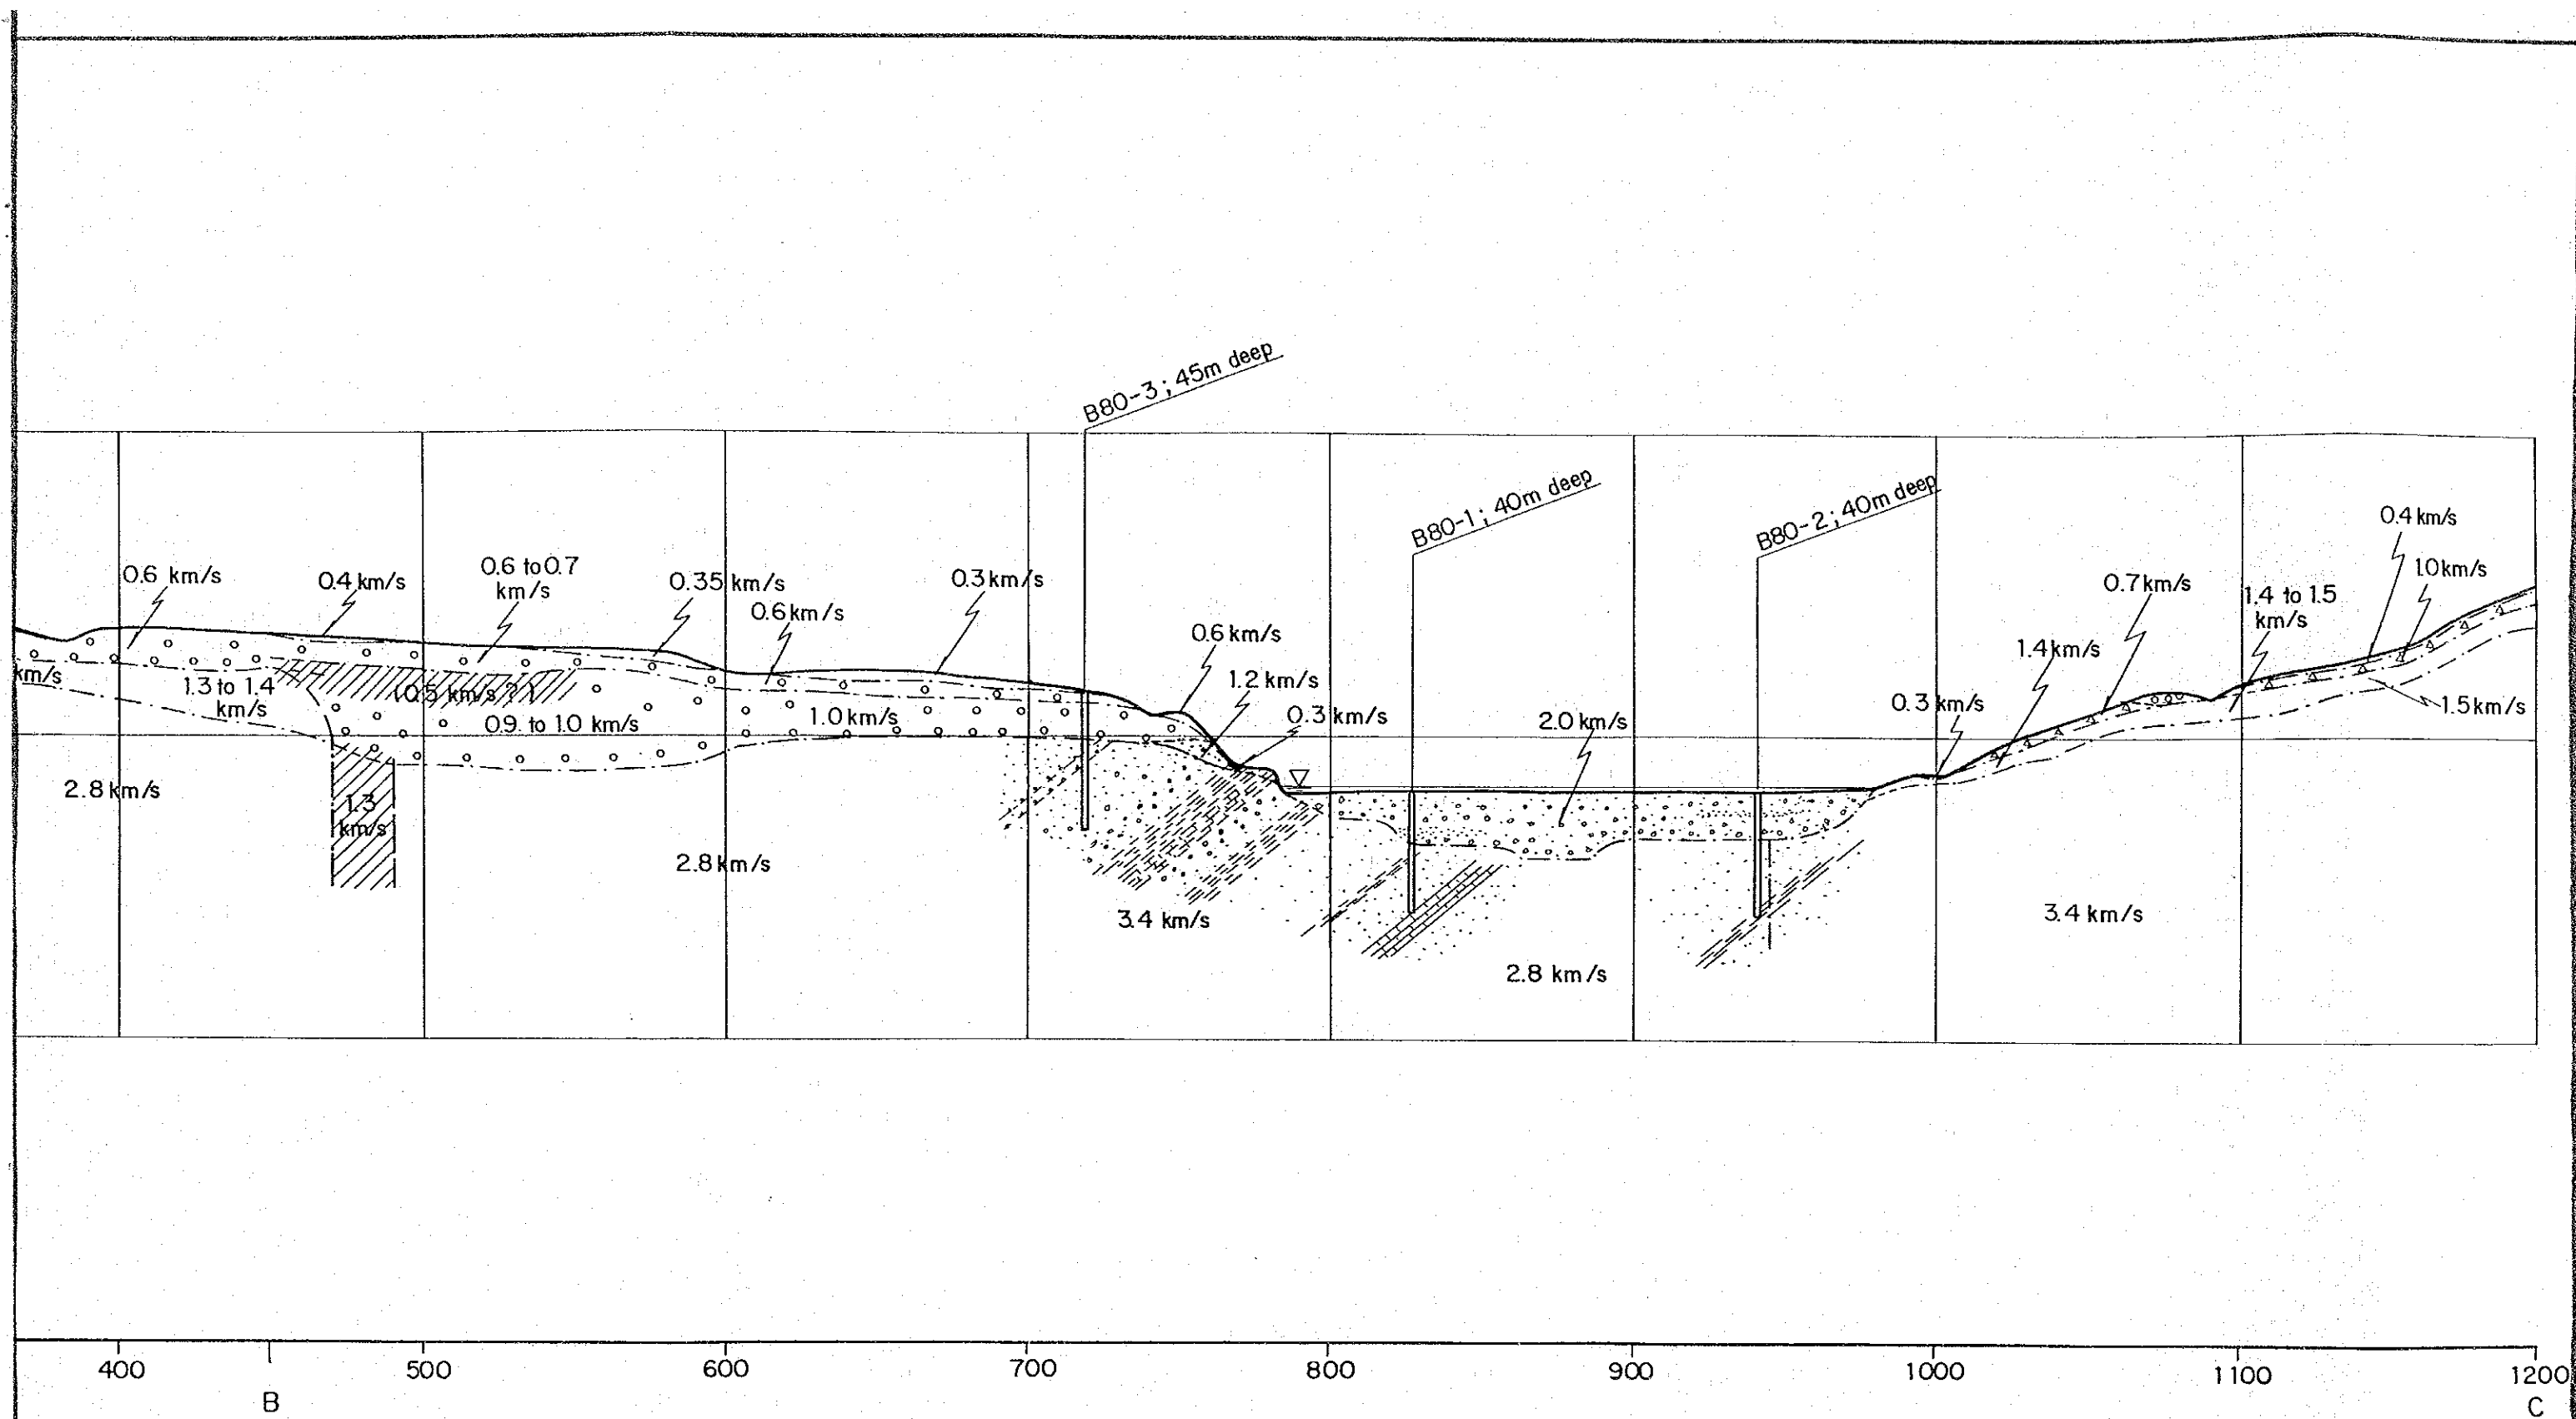 B80-3; 45m deep
B80-1; 40m deep
B80-2; 40m deep
0.6 km/s
0.4 km/s
0.6 to 0.7
km/s
0.35 km/s
0.6 km/s
0.3 km/s
0.6 km/s
1.2 km/s
0.3 km/s
2.0 km/s
0.3 km/s
1.4 km/s
0.7 km/s
1.4 to 1.5
km/s
0.4 km/s
1.0 km/s
1.5 km/s
km/s
1.3 to 1.4
km/s
(0.5 km/s ?)
0.9 to 1.0 km/s
1.0 km/s
2.8 km/s
1.3
km/s
2.8 km/s
3.4 km/s
2.8 km/s
3.4 km/s
400
500
600
700
800
900
1000
1100
1200
B
C